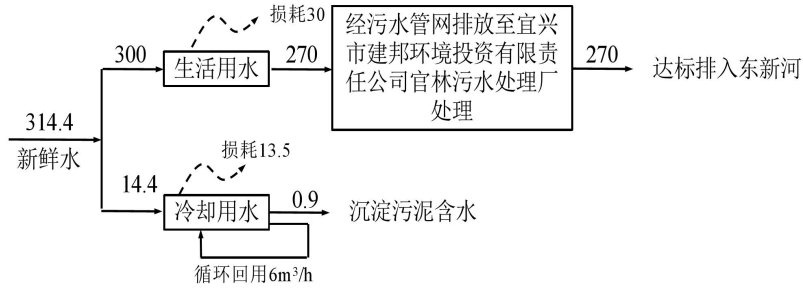 损耗30
300
生活用水
270
经污水管网排放至宜兴
市建邦环境投资有限责
任公司官林污水处理厂
处理
270
达标排入东新河
314.4
新鲜水
损耗13.5
14.4
冷却用水
0.9
沉淀污泥含水
循环回用6m³/h